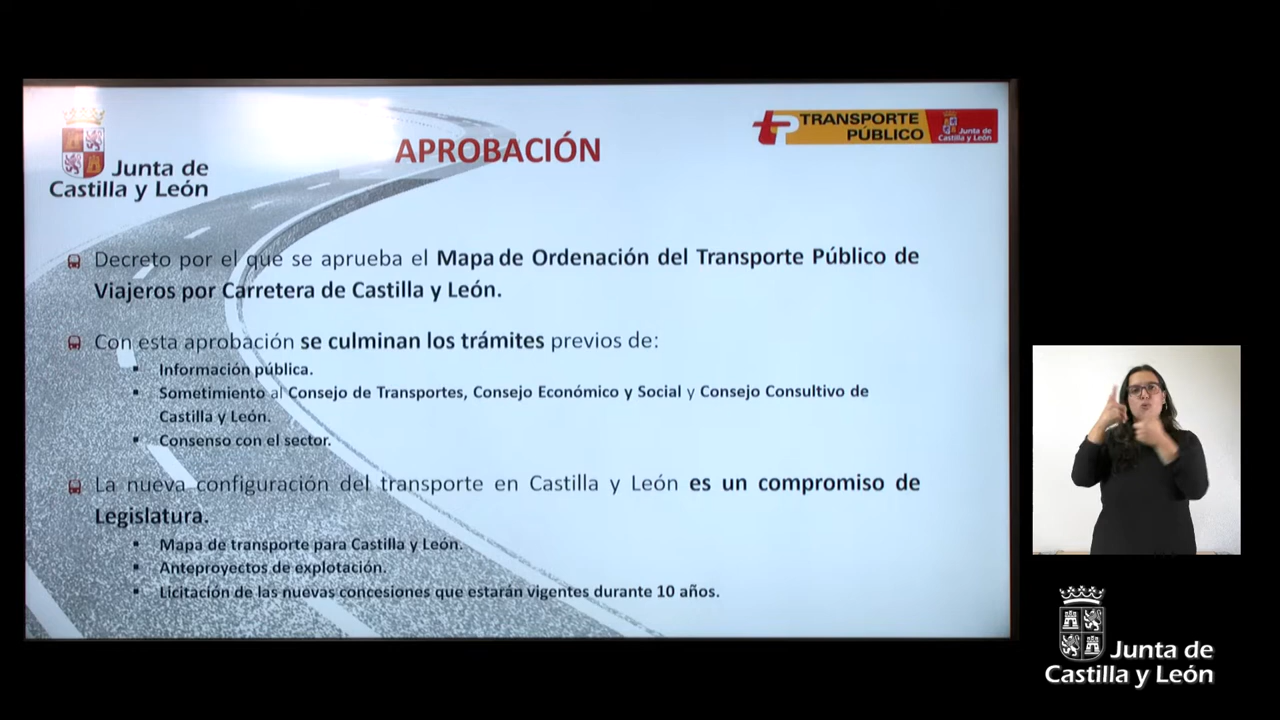 Junta de
Castilla y León
APROBACIÓN
tp TRANSPORTE
PÚBLICO
Junta de
Castilla y León
Decreto por el que se aprueba el Mapa de Ordenación del Transporte Público de
Viajeros por Carretera de Castilla y León.
Con esta aprobación se culminan los trámites previos de:
Información pública.
Sometimiento al Consejo de Transportes, Consejo Económico y Social y Consejo Consultivo de
Castilla y León.
Consenso con el sector.
La nueva configuración del transporte en Castilla y León es un compromiso de
Legislatura.
Mapa de transporte para Castilla y León.
Anteproyectos de explotación.
Licitación de las nuevas concesiones que estarán vigentes durante 10 años.
Junta de
Castilla y León